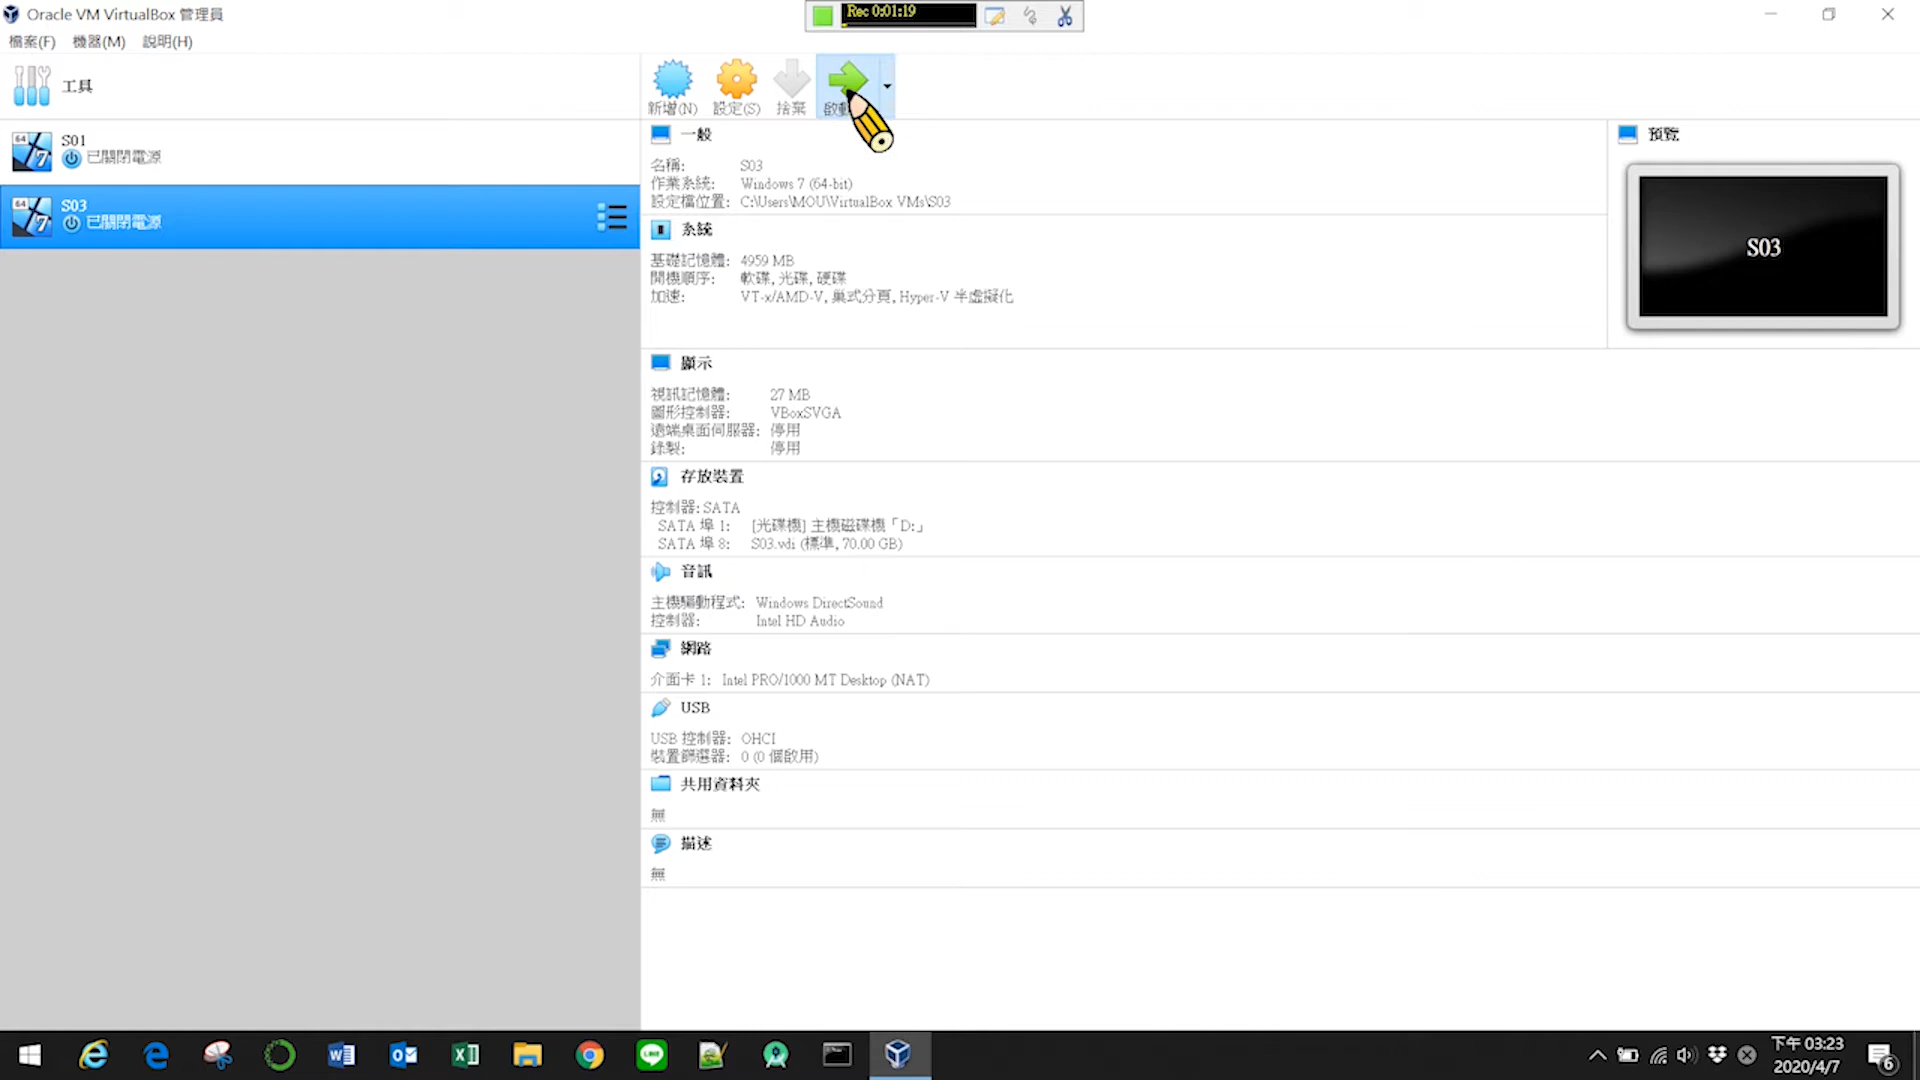 Oracle VM VirtualBox 管理員
Rec 0:01:19
檔案(F) 機器(M) 說明(H)
工具
新增(N) 設定(S) 捨棄 啟動
64 7 S01
已關閉電源
64 7 S03
已關閉電源
一般
名稱: S03
作業系統: Windows 7 (64-bit)
設定檔位置: C:\Users\MOU\VirtualBox VMs\S03
預覽
S03
系統
基礎記憶體: 4959 MB
開機順序: 軟碟, 光碟, 硬碟
加速: VT-x/AMD-V, 巢式分頁, Hyper-V 半虛擬化
顯示
視訊記憶體: 27 MB
圖形控制器: VBoxSVGA
遠端桌面伺服器: 停用
錄製: 停用
存放裝置
控制器: SATA
SATA 埠 1: [光碟機] 主機磁碟機「D:」
SATA 埠 8: S03.vdi (標準, 70.00 GB)
音訊
主機驅動程式: Windows DirectSound
控制器: Intel HD Audio
網路
介面卡 1: Intel PRO/1000 MT Desktop (NAT)
USB
USB 控制器: OHCI
裝置篩選器: 0 (0 個啟用)
共用資料夾
無
描述
無
下午 03:23
2020/4/7
6